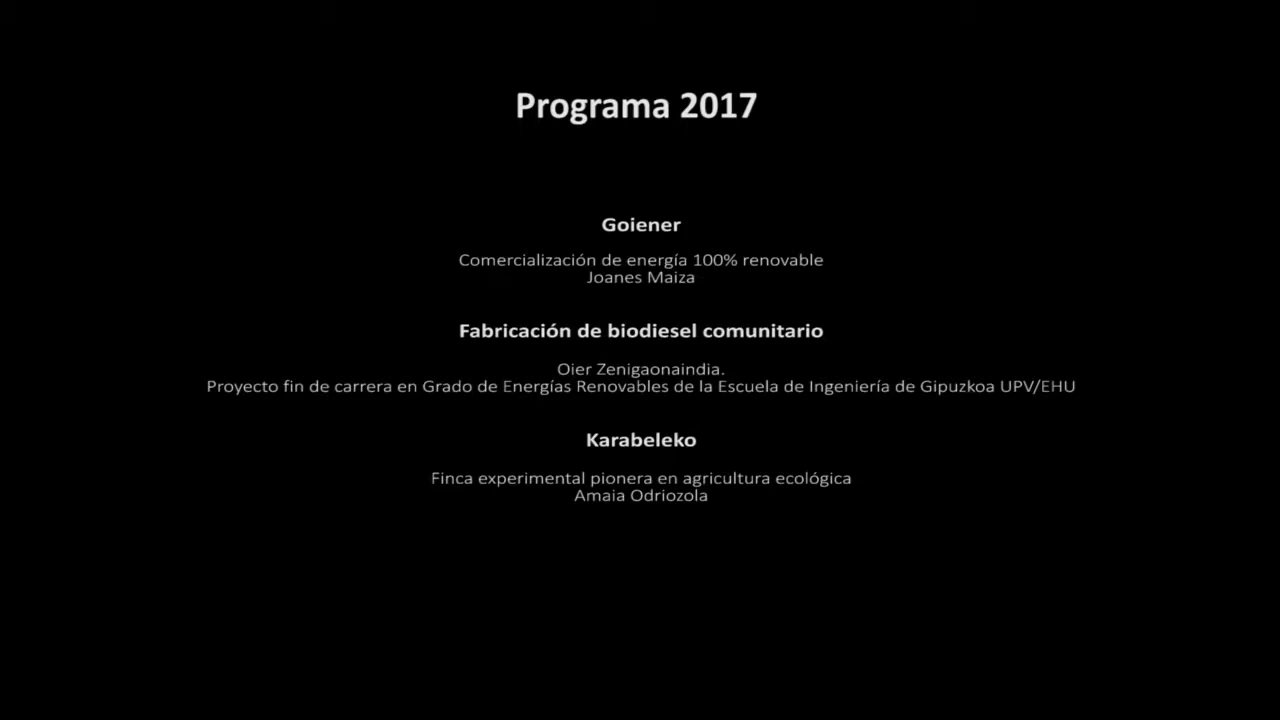 Programa 2017
Goiener
Comercialización de energía 100% renovable
Joanes Maiza
Fabricación de biodiesel comunitario
Oier Zenigaonaindia.
Proyecto fin de carrera en Grado de Energías Renovables de la Escuela de Ingeniería de Gipuzkoa UPV/EHU
Karabeleko
Finca experimental pionera en agricultura ecológica
Amaia Odriozola